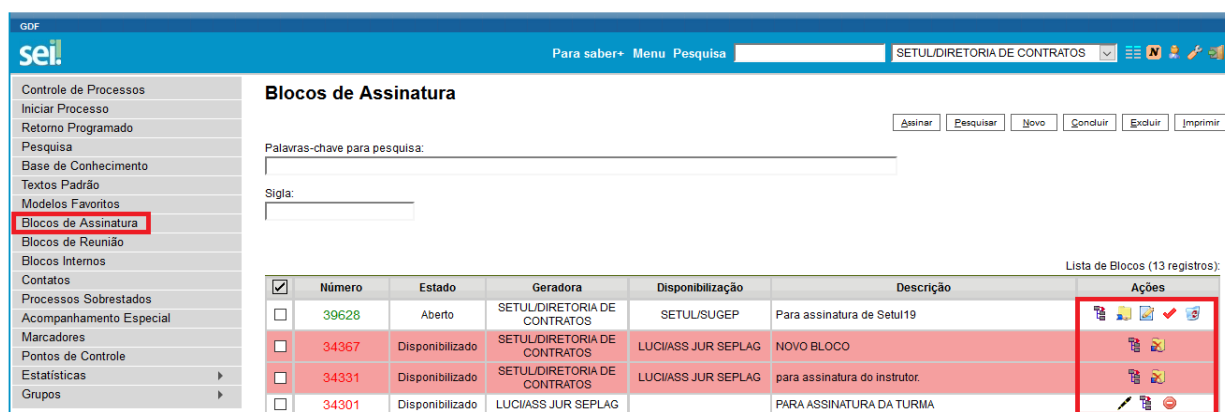 GDF
sei!
Para saber+ Menu Pesquisa
SETUL/DIRETORIA DE CONTRATOS
N
Controle de Processos
Iniciar Processo
Retorno Programado
Pesquisa
Base de Conhecimento
Textos Padrão
Modelos Favoritos
Blocos de Assinatura
Blocos de Reunião
Blocos Internos
Contatos
Processos Sobrestados
Acompanhamento Especial
Marcadores
Pontos de Controle
Estatísticas
Grupos
Blocos de Assinatura
Assinar Pesquisar Novo Concluir Excluir Imprimir
Palavras-chave para pesquisa:
Sigla:
Lista de Blocos (13 registros):
Número Estado Geradora Disponibilização Descrição Ações
39628 Aberto SETUL/DIRETORIA DE CONTRATOS SETUL/SUGEP Para assinatura de Setul19
34367 Disponibilizado SETUL/DIRETORIA DE CONTRATOS LUCI/ASS JUR SEPLAG NOVO BLOCO
34331 Disponibilizado SETUL/DIRETORIA DE CONTRATOS LUCI/ASS JUR SEPLAG para assinatura do instrutor.
34301 Disponibilizado LUCI/ASS JUR SEPLAG PARA ASSINATURA DA TURMA